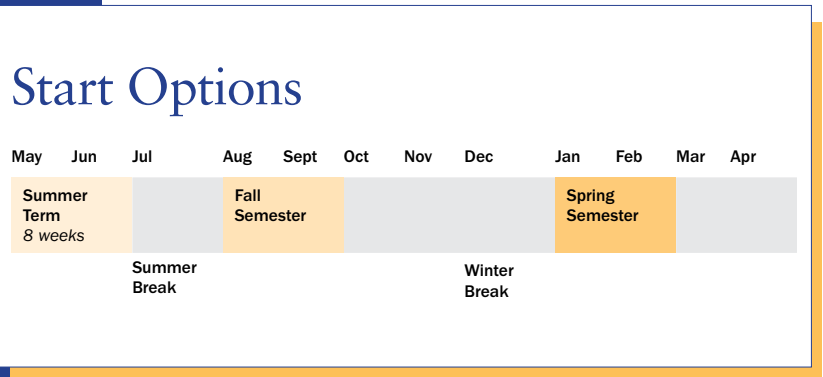 Start Options
May Jun Jul Aug Sept Oct Nov Dec Jan Feb Mar Apr
Summer
Term
8 weeks
Fall
Semester
Spring
Semester
Summer
Break
Winter
Break